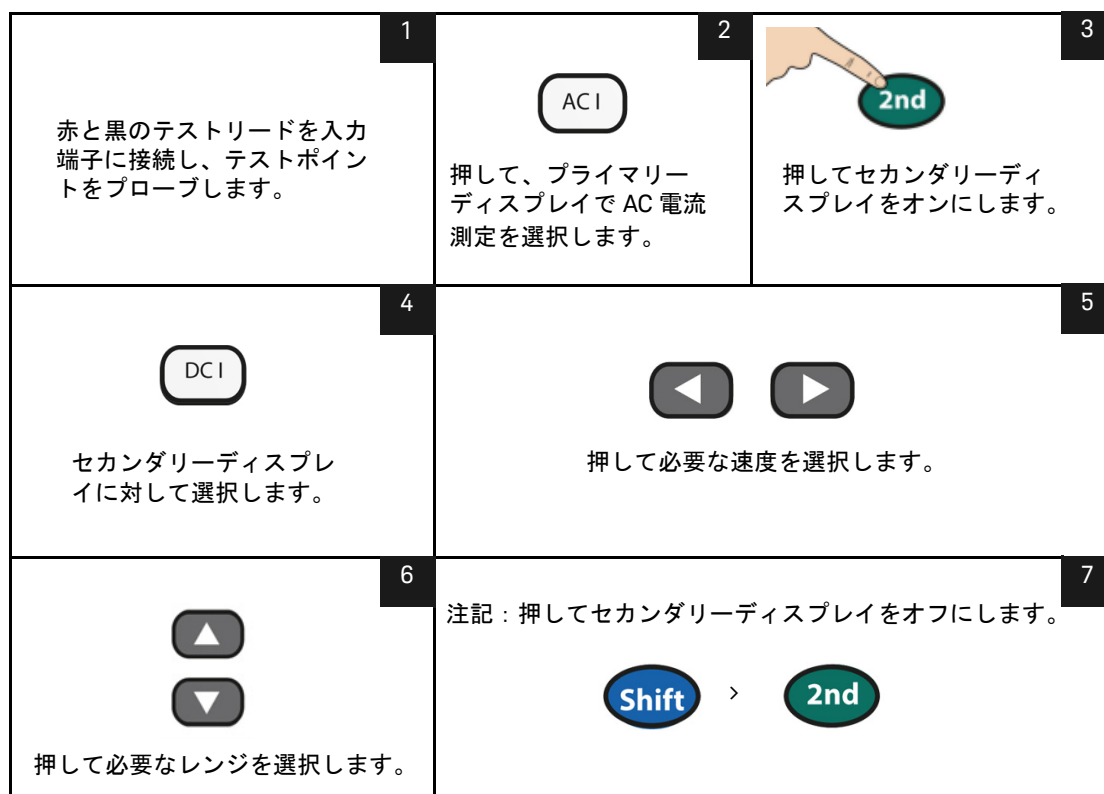 1
赤と黒のテストリードを入力
端子に接続し、テストポイン
トをプローブします。
2
AC I
押して、プライマリー
ディスプレイで AC 電流
測定を選択します。
3
2nd
押してセカンダリーディ
スプレイをオンにします。
4
DC I
セカンダリーディスプレ
イに対して選択します。
5
押して必要な速度を選択します。
6
押して必要なレンジを選択します。
7
注記：押してセカンダリーディスプレイをオフにします。
Shift > 2nd